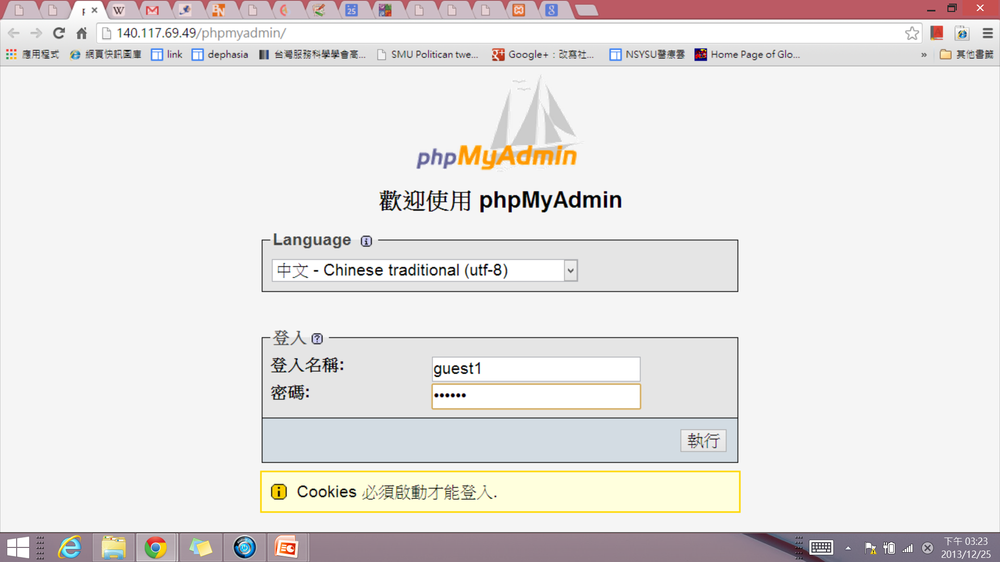 140.117.69.49/phpmyadmin/
應用程式 網頁快訊圖庫 link dephasia 台灣服務科學學會高... SMU Politican twe... Google+：改寫社... NSYSU醫療雲 Home Page of Glo... » 其他書籤
phpMyAdmin
歡迎使用 phpMyAdmin
Language
中文 - Chinese traditional (utf-8)
登入
登入名稱: guest1
密碼: ••••••
執行
Cookies 必須啟動才能登入.
下午 03:23
2013/12/25